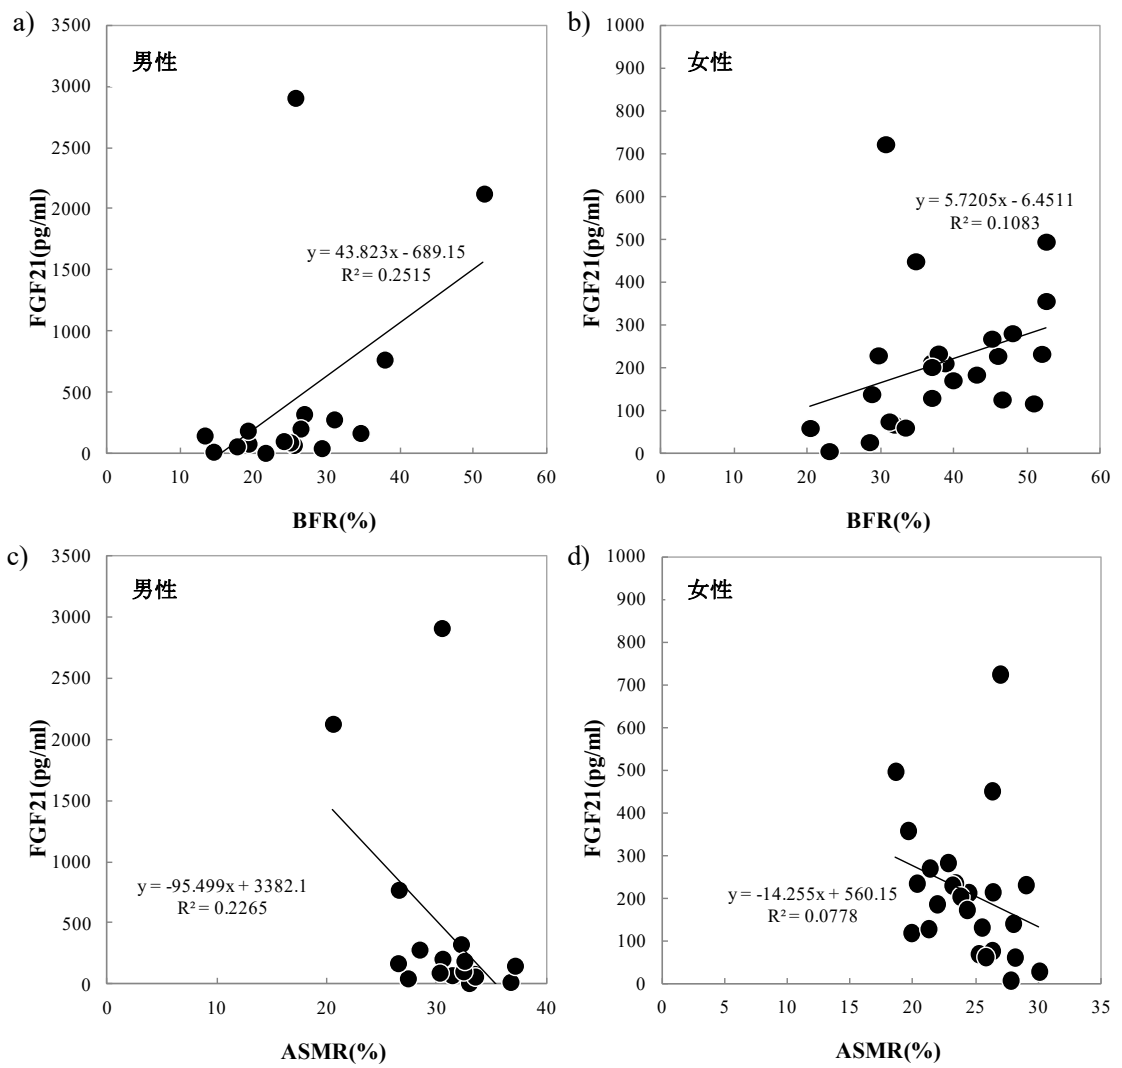 a)
男性
3500
3000
2500
2000
1500
1000
500
0
FGF21(pg/ml)
y = 43.823x - 689.15
R² = 0.2515
0 10 20 30 40 50 60
BFR(%)
b)
女性
1000
900
800
700
600
500
400
300
200
100
0
FGF21(pg/ml)
y = 5.7205x - 6.4511
R² = 0.1083
0 10 20 30 40 50 60
BFR(%)
c)
男性
3500
3000
2500
2000
1500
1000
500
0
FGF21(pg/ml)
y = -95.499x + 3382.1
R² = 0.2265
0 10 20 30 40
ASMR(%)
d)
女性
1000
900
800
700
600
500
400
300
200
100
0
FGF21(pg/ml)
y = -14.255x + 560.15
R² = 0.0778
0 5 10 15 20 25 30 35
ASMR(%)